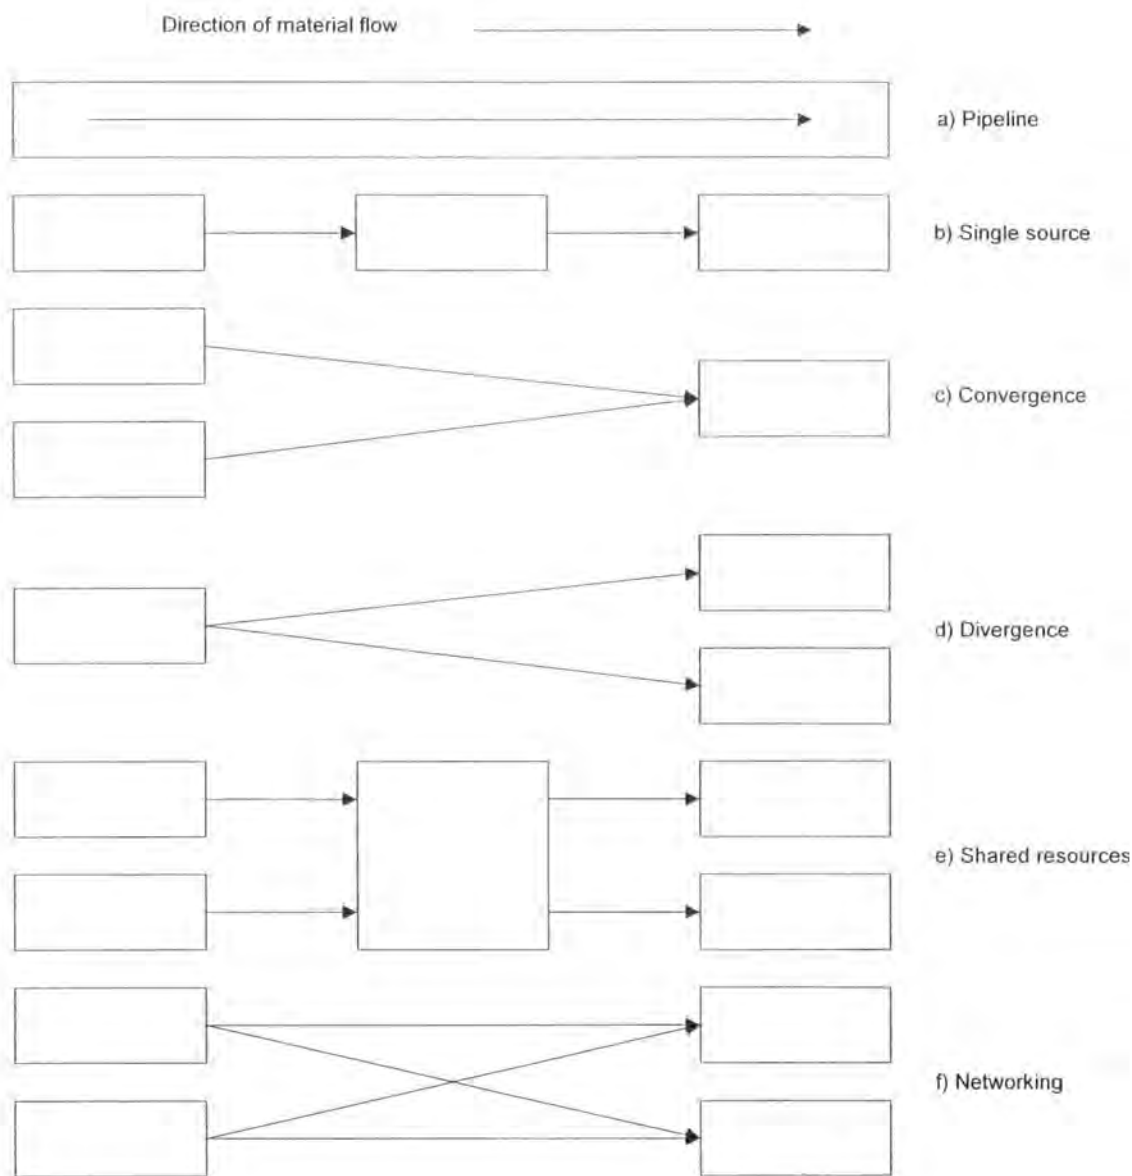 Direction of material flow
a) Pipeline
b) Single source
c) Convergence
d) Divergence
e) Shared resources
f) Networking